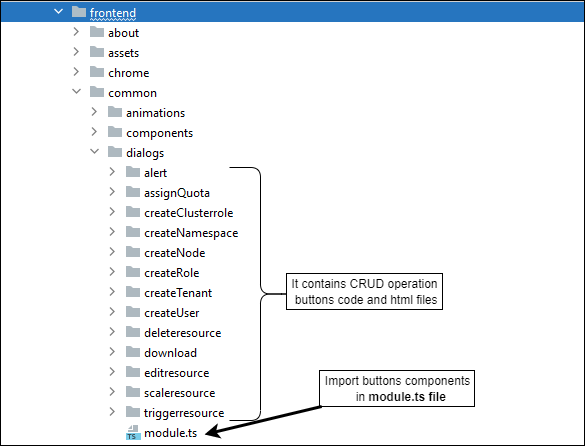 frontend
about
assets
chrome
common
animations
components
dialogs
alert
assignQuota
createClusterrole
createNamespace
createNode
createRole
createTenant
createUser
deleteresource
download
editresource
scaleresource
triggerresource
TS module.ts
It contains CRUD operation
buttons code and html files
Import buttons components
in module.ts file